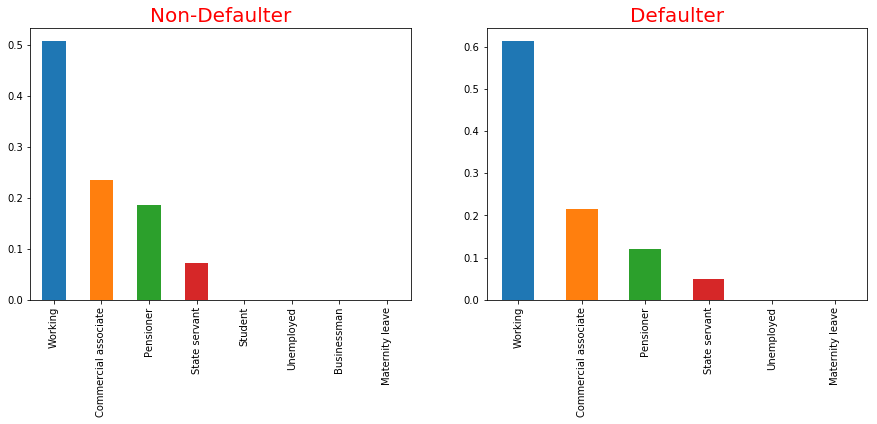 Non-Defaulter
0.5
0.4
0.3
0.2
0.1
0.0
Working
Commercial associate
Pensioner
State servant
Student
Unemployed
Businessman
Maternity leave
Defaulter
0.6
0.5
0.4
0.3
0.2
0.1
0.0
Working
Commercial associate
Pensioner
State servant
Unemployed
Maternity leave